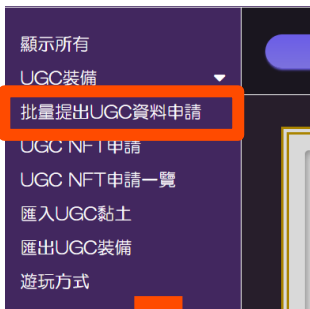 顯示所有
UGC裝備
批量提出UGC資料申請
UGC NFT申請
UGC NFT申請一覽
匯入UGC黏土
匯出UGC裝備
遊玩方式